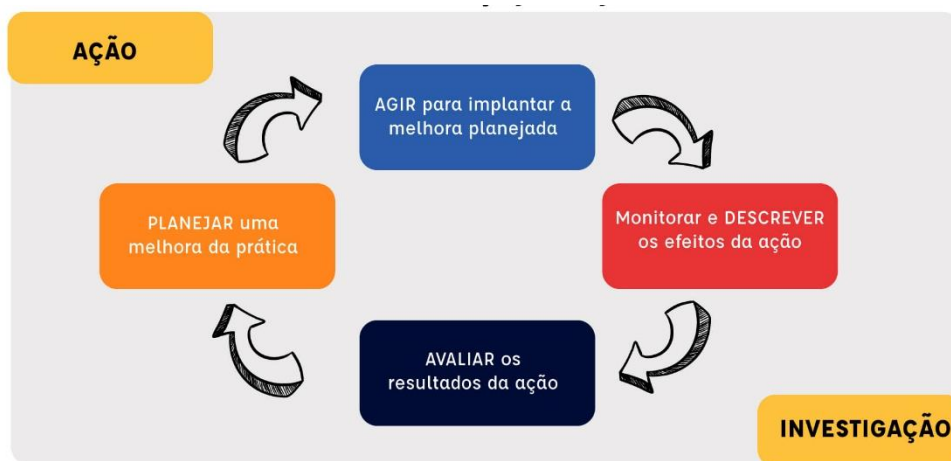 AÇÃO
AGIR para implantar a
melhora planejada
PLANEJAR uma
melhora da prática
Monitorar e DESCREVER
os efeitos da ação
AVALIAR os
resultados da ação
INVESTIGAÇÃO